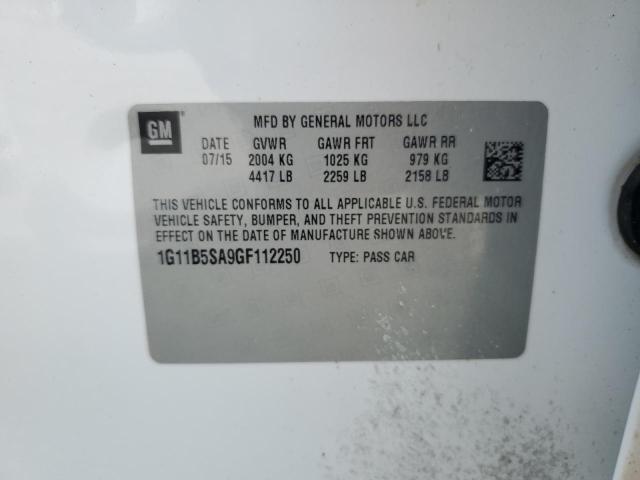 GM
MFD BY GENERAL MOTORS LLC
DATE GVWR GAWR FRT GAWR RR
07/15 2004 KG 1025 KG 979 KG
4417 LB 2259 LB 2158 LB
THIS VEHICLE CONFORMS TO ALL APPLICABLE U.S. FEDERAL MOTOR
VEHICLE SAFETY, BUMPER, AND THEFT PREVENTION STANDARDS IN
EFFECT ON THE DATE OF MANUFACTURE SHOWN ABOVE.
1G11B5SA9GF112250 TYPE: PASS CAR